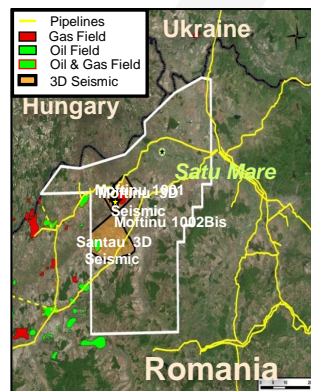 Pipelines
Gas Field
Oil Field
Oil & Gas Field
3D Seismic
Ukraine
Hungary
Satu Mare
Moftinu 1001
Moftinu 3D
Seismic
Moftinu 1002Bis
Santau 3D
Seismic
Romania